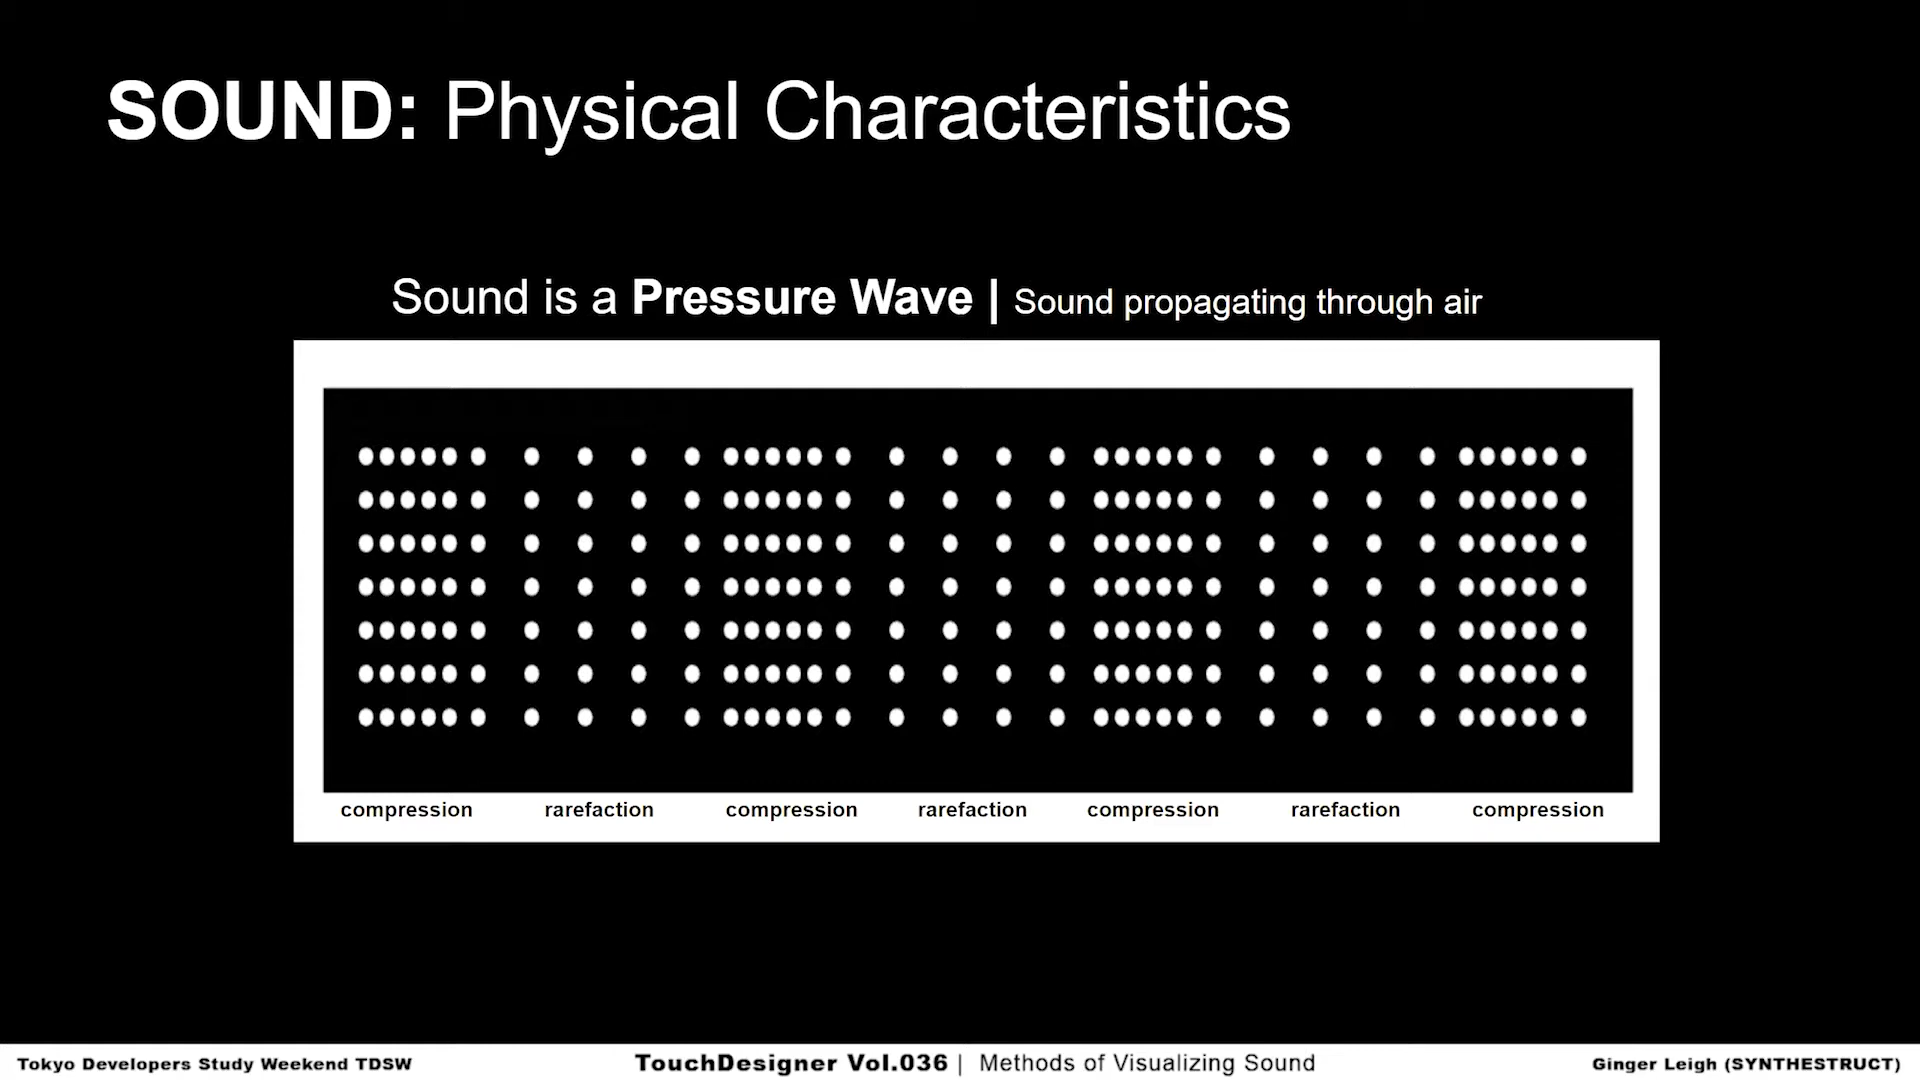 SOUND: Physical Characteristics
Sound is a Pressure Wave | Sound propagating through air
compression rarefaction compression rarefaction compression rarefaction compression
Tokyo Developers Study Weekend TDSW TouchDesigner Vol.036 | Methods of Visualizing Sound Ginger Leigh (SYNTHESTRUCT)